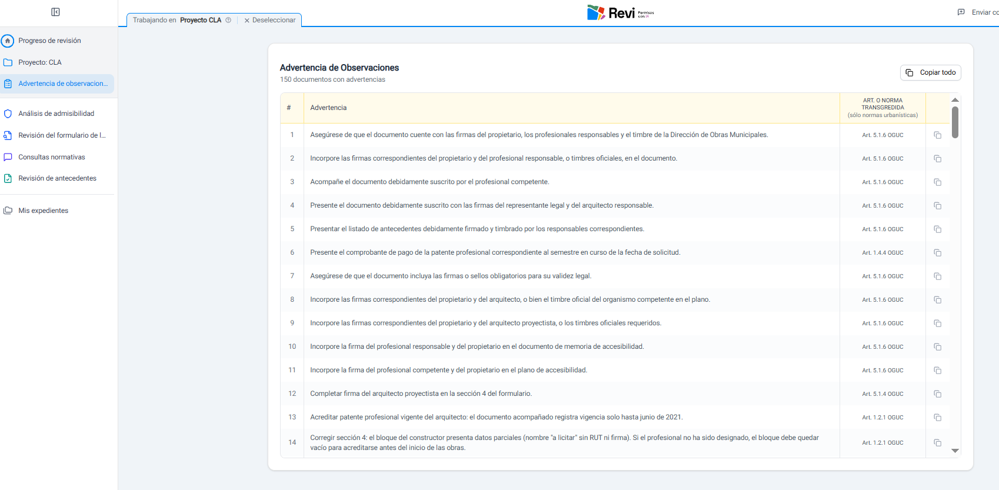 Trabajando en Proyecto CLA
Deseleccionar
Revi Permisos con IA
Enviar co
Progreso de revisión
Proyecto: CLA
Advertencia de observacion...
Análisis de admisibilidad
Revisión del formulario de l...
Consultas normativas
Revisión de antecedentes
Mis expedientes
Advertencia de Observaciones
150 documentos con advertencias
Copiar todo
# Advertencia ART. O NORMA TRANSGREDIDA (sólo normas urbanísticas)
1 Asegúrese de que el documento cuente con las firmas del propietario, los profesionales responsables y el timbre de la Dirección de Obras Municipales. Art. 5.1.6 OGUC
2 Incorpore las firmas correspondientes del propietario y del profesional responsable, o timbres oficiales, en el documento. Art. 5.1.6 OGUC
3 Acompañe el documento debidamente suscrito por el profesional competente. Art. 5.1.6 OGUC
4 Presente el documento debidamente suscrito con las firmas del representante legal y del arquitecto responsable. Art. 5.1.6 OGUC
5 Presentar el listado de antecedentes debidamente firmado y timbrado por los responsables correspondientes. Art. 5.1.6 OGUC
6 Presente el comprobante de pago de la patente profesional correspondiente al semestre en curso de la fecha de solicitud. Art. 1.4.4 OGUC
7 Asegúrese de que el documento incluya las firmas o sellos obligatorios para su validez legal. Art. 5.1.6 OGUC
8 Incorpore las firmas correspondientes del propietario y del arquitecto, o bien el timbre oficial del organismo competente en el plano. Art. 5.1.6 OGUC
9 Incorpore las firmas correspondientes del propietario y del arquitecto proyectista, o los timbres oficiales requeridos. Art. 5.1.6 OGUC
10 Incorpore la firma del profesional responsable y del propietario en el documento de memoria de accesibilidad. Art. 5.1.6 OGUC
11 Incorpore la firma del profesional competente y del propietario en el plano de accesibilidad. Art. 5.1.6 OGUC
12 Completar firma del arquitecto proyectista en la sección 4 del formulario. Art. 5.1.4 OGUC
13 Acreditar patente profesional vigente del arquitecto: el documento acompañado registra vigencia solo hasta junio de 2021. Art. 1.2.1 OGUC
14 Corregir sección 4: el bloque del constructor presenta datos parciales (nombre "a licitar" sin RUT ni firma). Si el profesional no ha sido designado, el bloque debe quedar
vacío para acreditarse antes del inicio de las obras. Art. 1.2.1 OGUC